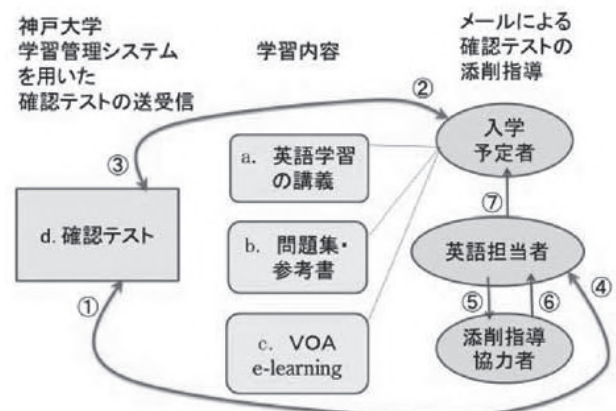 神戸大学
学習管理システム
を用いた
確認テストの送受信
学習内容
メールによる
確認テストの
添削指導
②
入学
予定者
③
a. 英語学習
の講義
⑦
d. 確認テスト
b. 問題集・
参考書
英語担当者
①
④
⑤
⑥
c. VOA
e-learning
添削指導
協力者